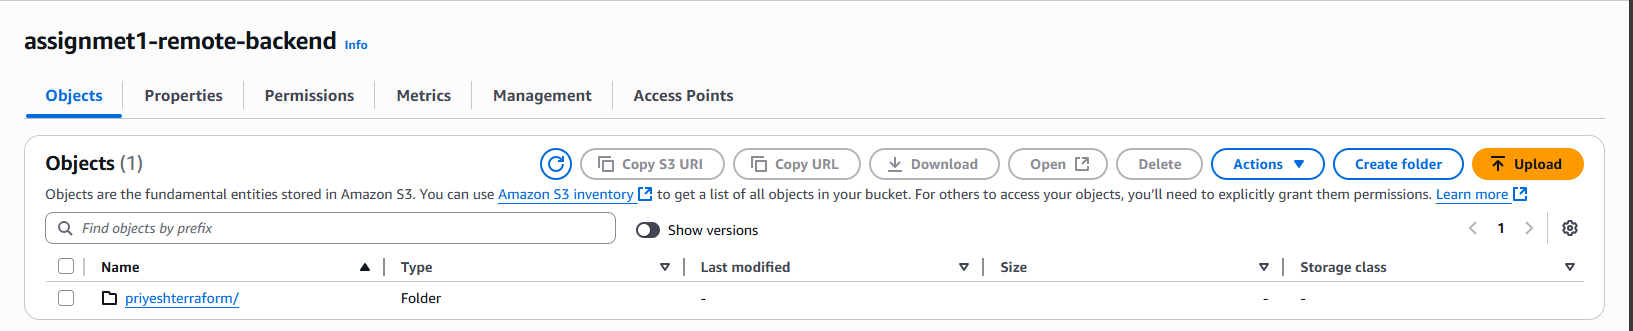 assignmet1-remote-backend Info
Objects Properties Permissions Metrics Management Access Points
Objects (1) Copy S3 URI Copy URL Download Open Delete Actions Create folder Upload
Objects are the fundamental entities stored in Amazon S3. You can use Amazon S3 inventory to get a list of all objects in your bucket. For others to access your objects, you’ll need to explicitly grant them permissions. Learn more
Find objects by prefix Show versions 1
Name Type Last modified Size Storage class
priyeshterraform/ Folder - - -